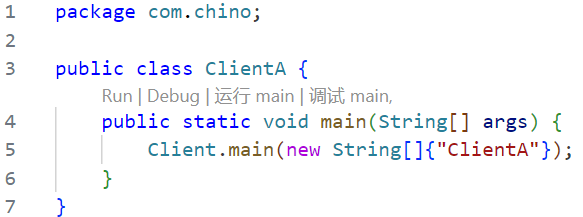 1 package com.chino;
2
3 public class ClientA {
Run | Debug | 运行 main | 调试 main,
4 public static void main(String[] args) {
5 Client.main(new String[]{"ClientA"});
6 }
7 }